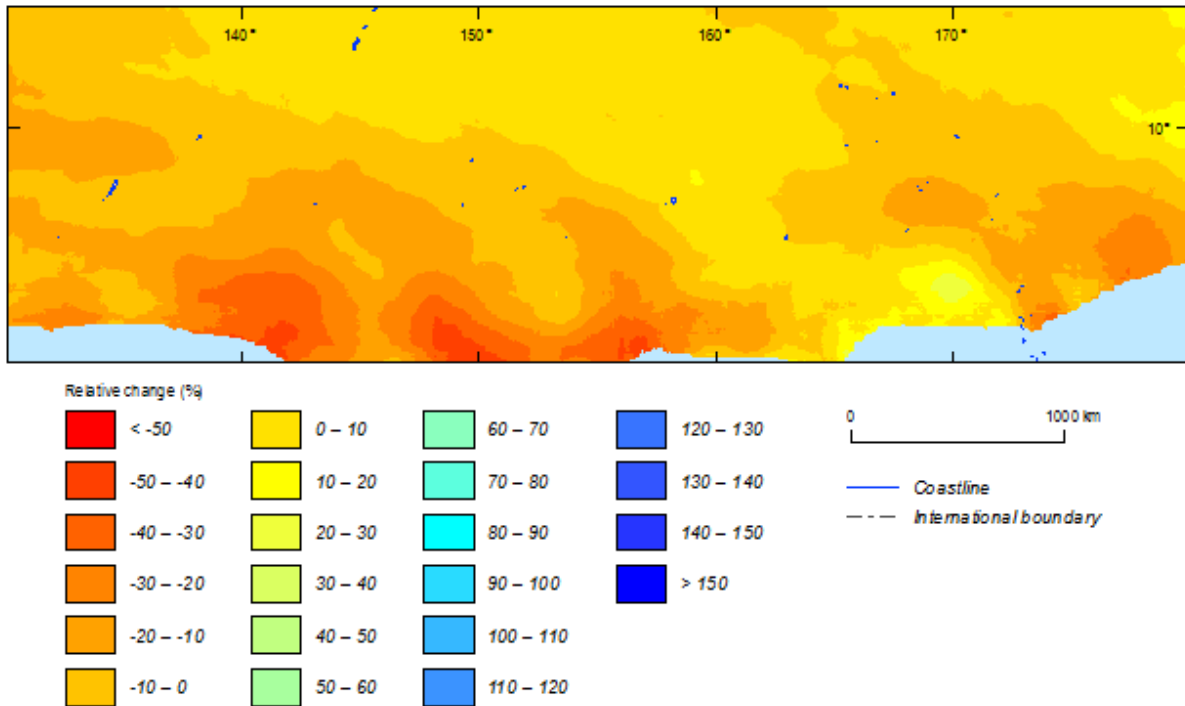 140°
150°
160°
170°
10°
Relative change (%)
< -50
0 – 10
60 – 70
120 – 130
-50 – -40
10 – 20
70 – 80
130 – 140
-40 – -30
20 – 30
80 – 90
140 – 150
-30 – -20
30 – 40
90 – 100
> 150
-20 – -10
40 – 50
100 – 110
-10 – 0
50 – 60
110 – 120
0
1000 km
Coastline
International boundary